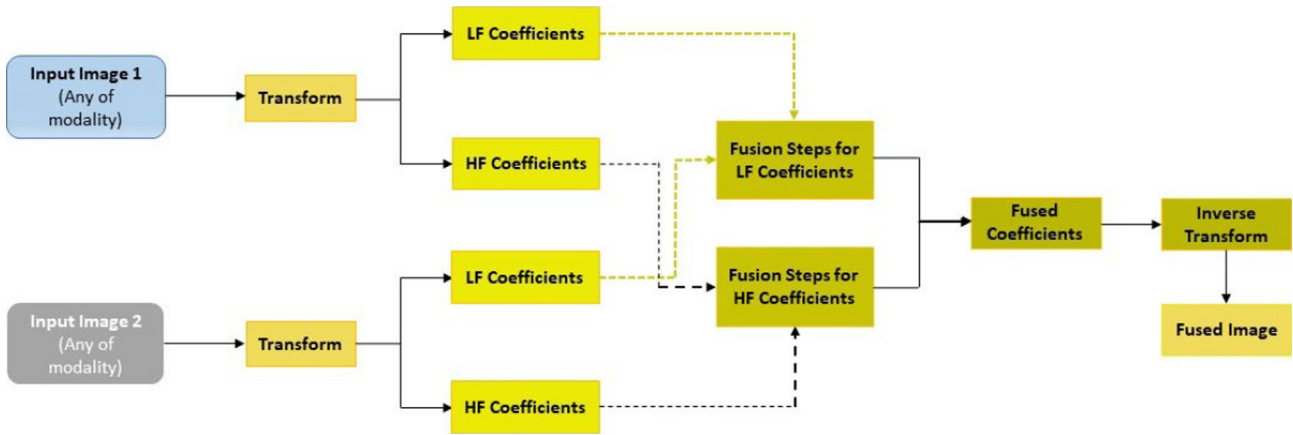 Input Image 1
(Any of
modality)
Transform
LF Coefficients
HF Coefficients
Input Image 2
(Any of
modality)
Transform
LF Coefficients
HF Coefficients
Fusion Steps for
LF Coefficients
Fusion Steps for
HF Coefficients
Fused
Coefficients
Inverse
Transform
Fused Image